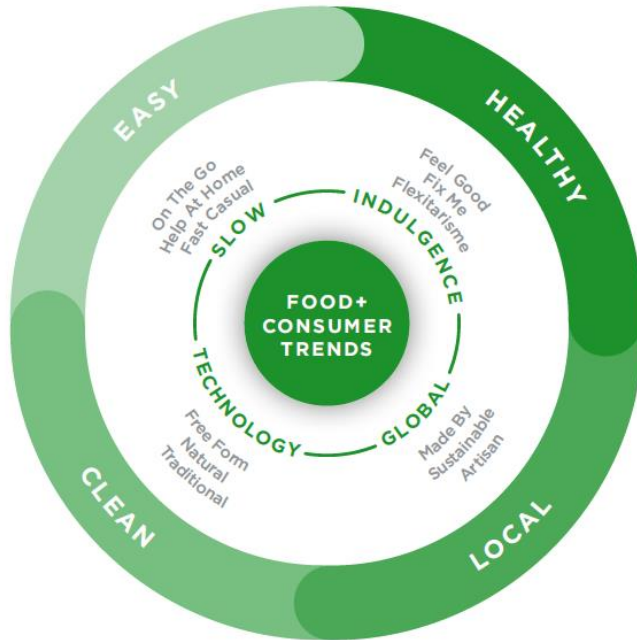 EASY
HEALTHY
On The Go
Help At Home
Fast Casual
SLOW
Feel Good
Fix Me
Flexitarisme
INDULGENCE
FOOD+
CONSUMER
TRENDS
TECHNOLOGY
Free Form
Natural
Traditional
GLOBAL
Made By
Sustainable
Artisan
CLEAN
LOCAL